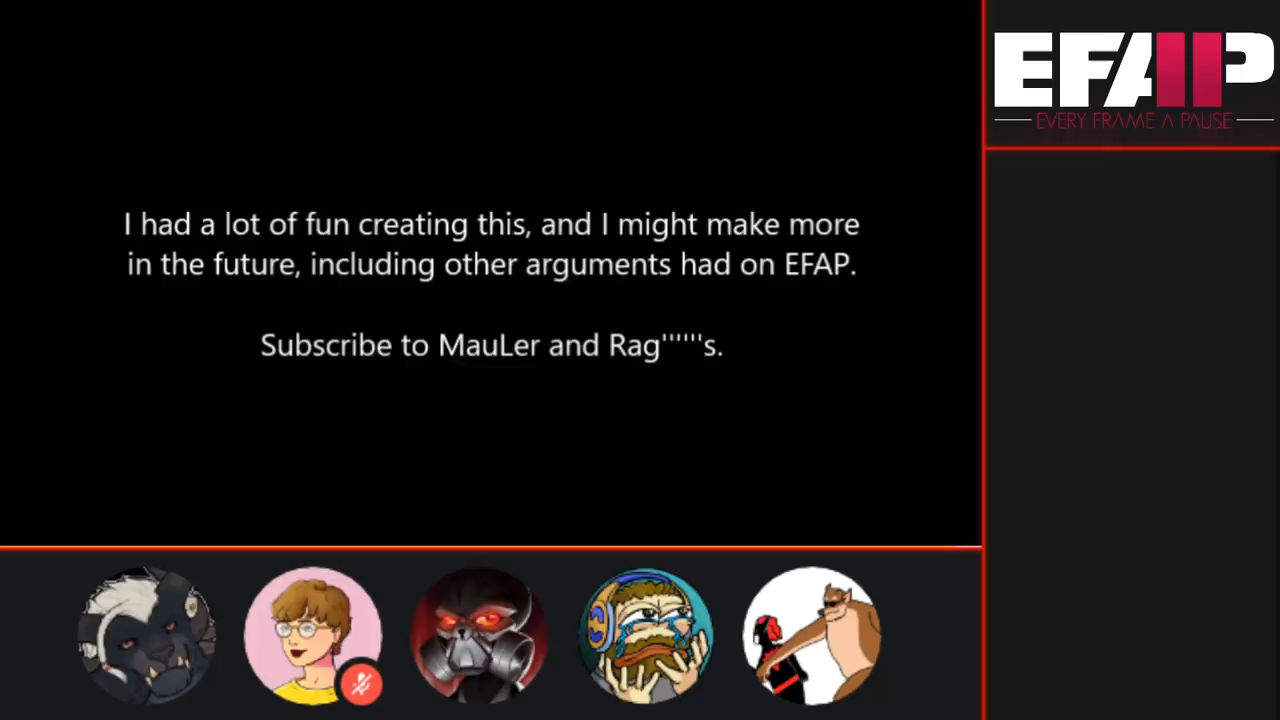 I had a lot of fun creating this, and I might make more
in the future, including other arguments had on EFAP.
Subscribe to MauLer and Rag''''''s.
EFAP
EVERY FRAME A PAUSE